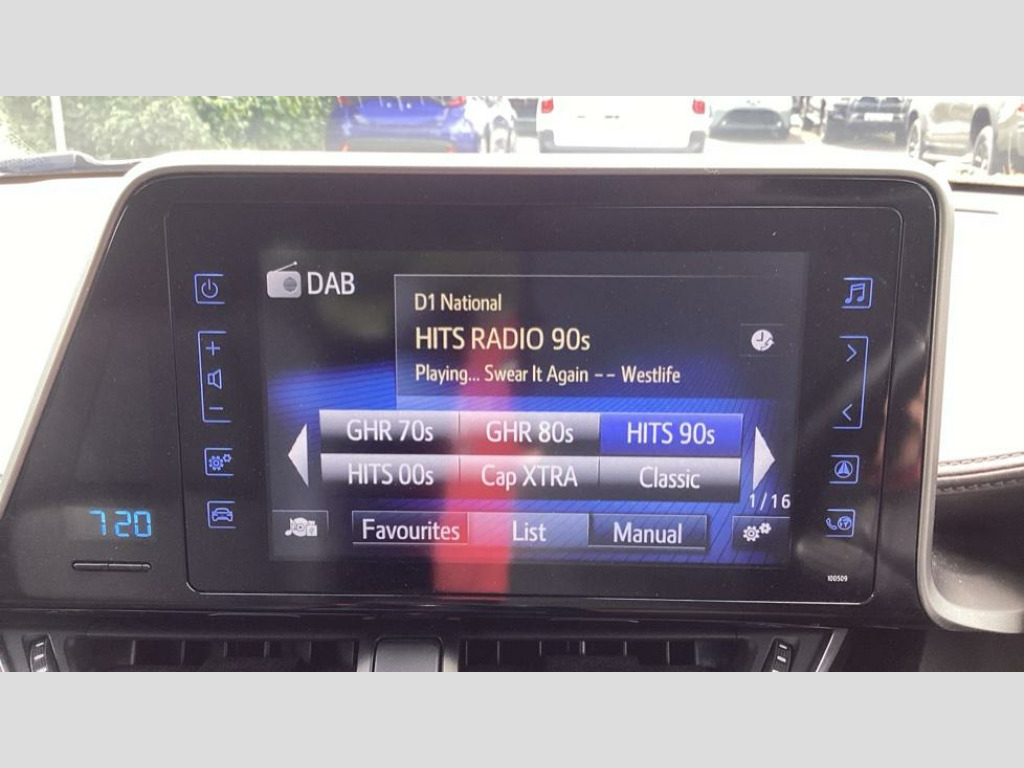 DAB
D1 National
HITS RADIO 90s
Playing... Swear It Again -- Westlife
GHR 70s GHR 80s HITS 90s
HITS 00s Cap XTRA Classic
1/16
Favourites List Manual
720
100509